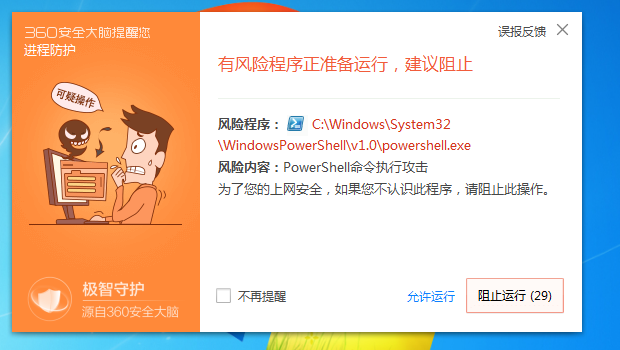 360安全大脑提醒您
进程防护
误报反馈
有风险程序正准备运行，建议阻止
可疑操作
风险程序： C:\Windows\System32
\WindowsPowerShell\v1.0\powershell.exe
风险内容：PowerShell命令执行攻击
为了您的上网安全，如果您不认识此程序，请阻止此操作。
极智守护
源自360安全大脑
不再提醒
允许运行
阻止运行 (29)